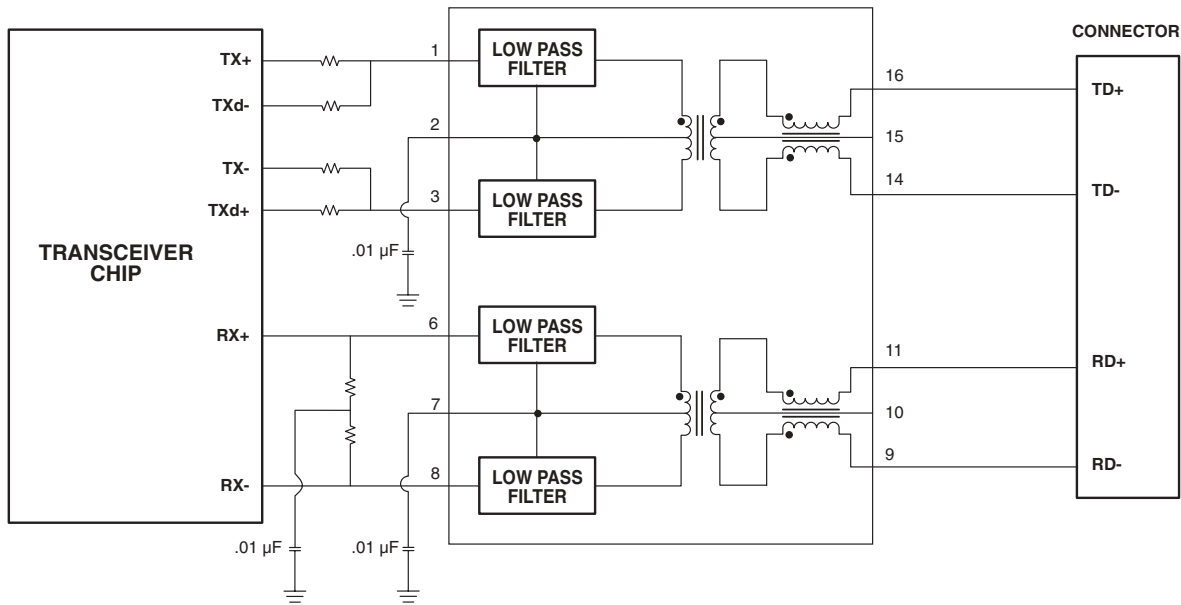 CONNECTOR
TRANSCEIVER
CHIP
TX+
TXd-
TX-
TXd+
RX+
RX-
1
2
3
.01 µF
6
7
8
.01 µF
.01 µF
LOW PASS
FILTER
LOW PASS
FILTER
LOW PASS
FILTER
LOW PASS
FILTER
16
15
14
11
10
9
TD+
TD-
RD+
RD-